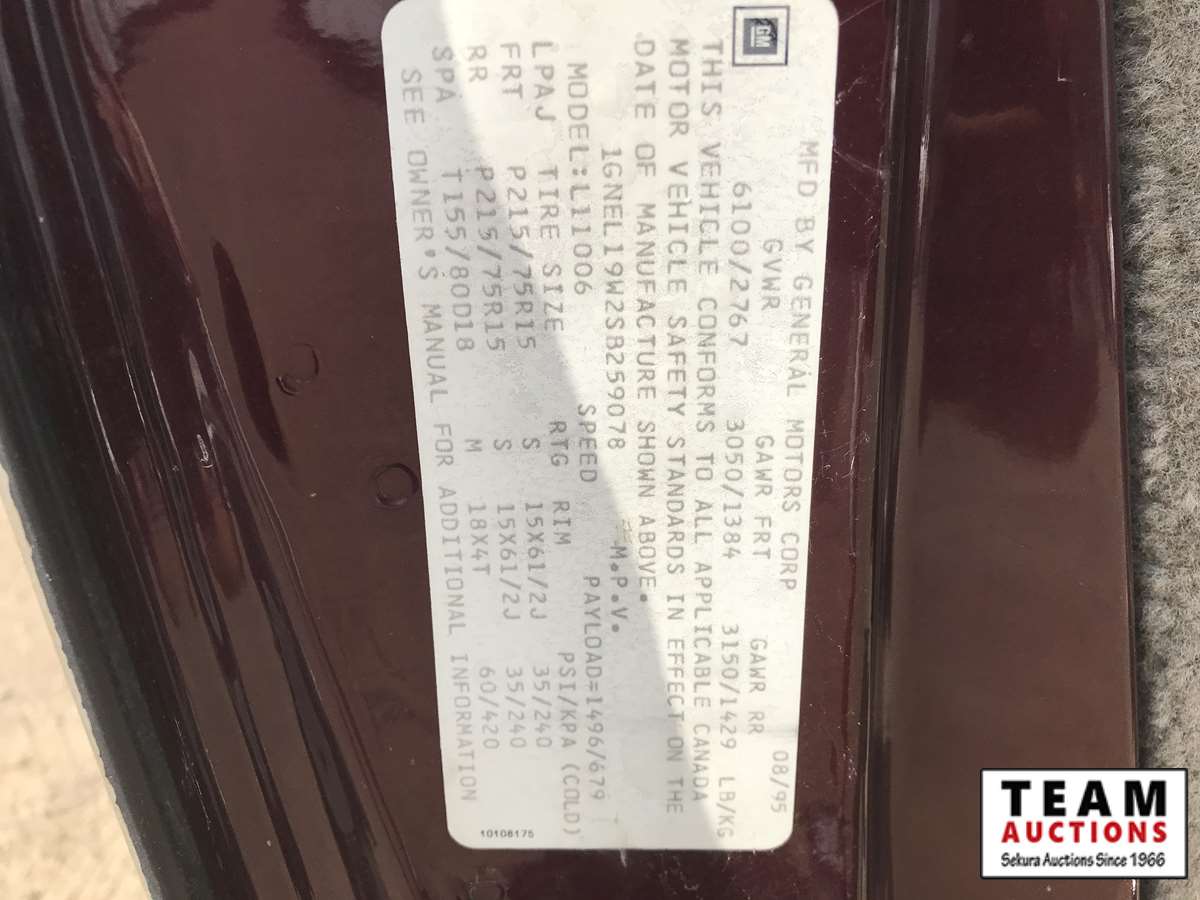 GM
MFD BY GENERAL MOTORS CORP 08/95
GVWR GAWR FRT GAWR RR
6100/2767 3050/1384 3150/1429 LB/KG
THIS VEHICLE CONFORMS TO ALL APPLICABLE CANADA
MOTOR VEHICLE SAFETY STANDARDS IN EFFECT ON THE
DATE OF MANUFACTURE SHOWN ABOVE.
1GNEL19W2SB259078 M.P.V.
MODEL:L11006 PAYLOAD=1496/679
SPEED
LPAJ TIRE SIZE RTG RIM PSI/KPA (COLD)
FRT P215/75R15 S 15X61/2J 35/240
RR P215/75R15 S 15X61/2J 35/240
SPA T155/80D18 M 18X4T 60/420
SEE OWNER'S MANUAL FOR ADDITIONAL INFORMATION
10108175
TEAM
AUCTIONS
Sekura Auctions Since 1966